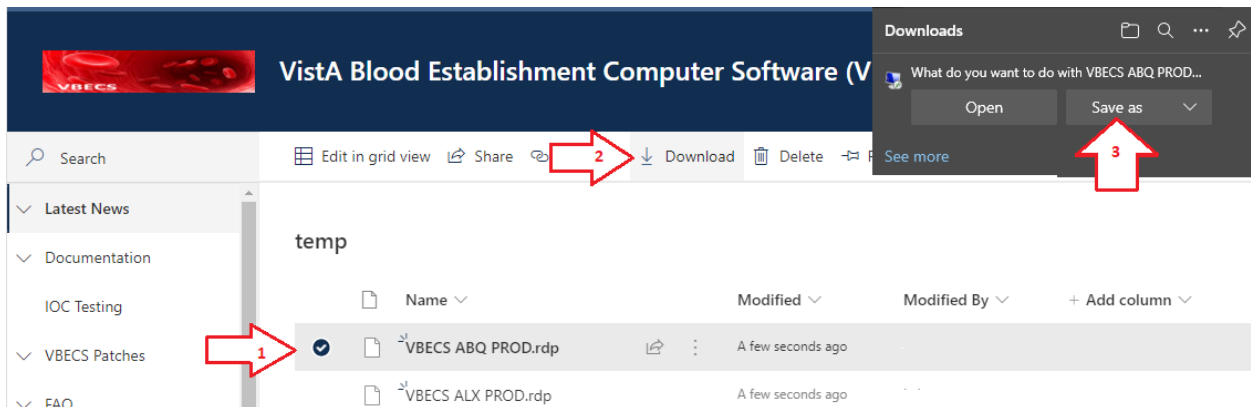 VBECS
VistA Blood Establishment Computer Software (V
Downloads
What do you want to do with VBECS ABQ PROD...
Open
Save as
See more
Search
Edit in grid view
Share
2
Download
Delete
3
Latest News
Documentation
IOC Testing
VBECS Patches
FAQ
temp
Name
Modified
Modified By
+ Add column
1
VBECS ABQ PROD.rdp
A few seconds ago
VBECS ALX PROD.rdp
A few seconds ago